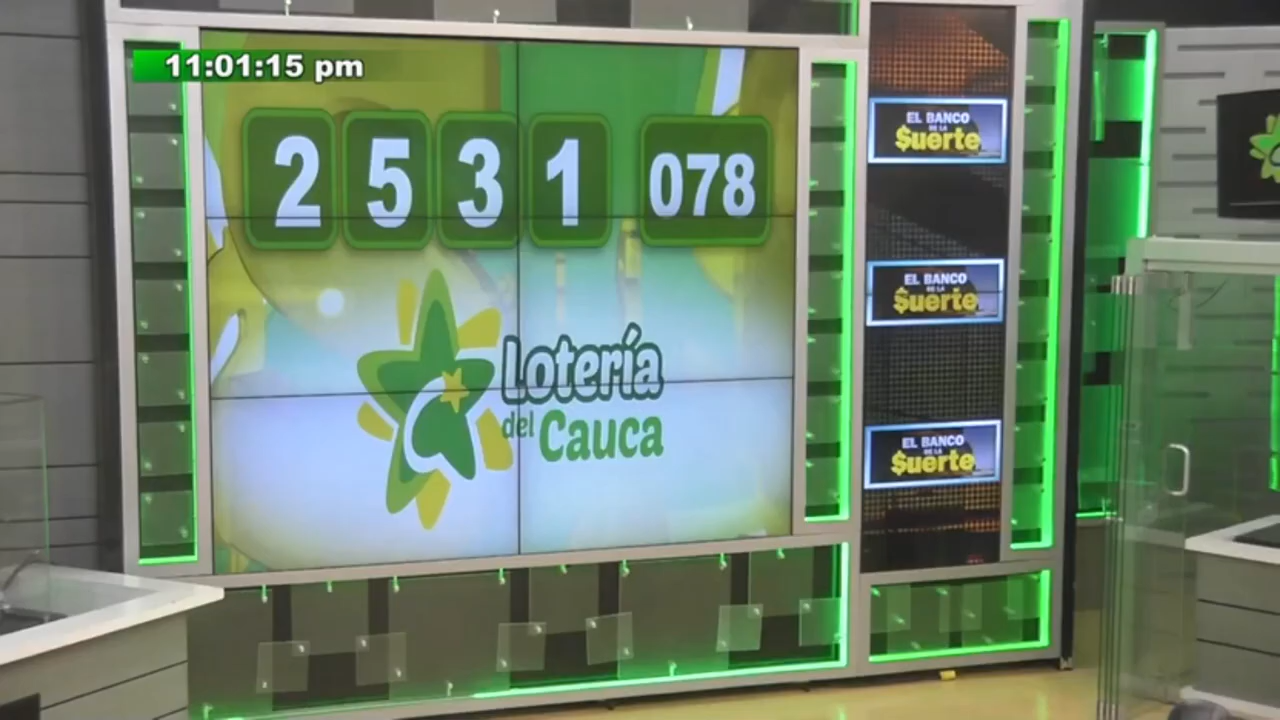 11:01:15 pm
2 5 3 1 078
Lotería
del Cauca
EL BANCO
DE LA
$uerte
EL BANCO
DE LA
$uerte
EL BANCO
DE LA
$uerte